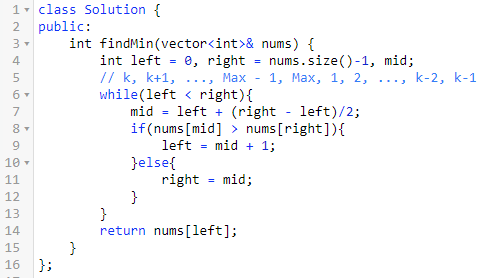 1 class Solution {
2 public:
3     int findMin(vector<int>& nums) {
4         int left = 0, right = nums.size()-1, mid;
5         // k, k+1, ..., Max - 1, Max, 1, 2, ..., k-2, k-1
6         while(left < right){
7             mid = left + (right - left)/2;
8             if(nums[mid] > nums[right]){
9                 left = mid + 1;
10             }else{
11                 right = mid;
12             }
13         }
14         return nums[left];
15     }
16 };